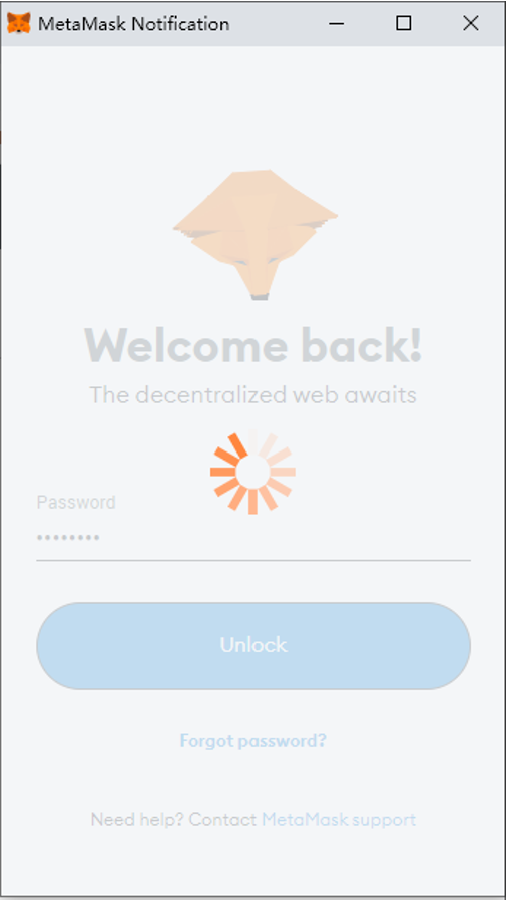 MetaMask Notification
Welcome back!
The decentralized web awaits
Password
••••••••
Unlock
Forgot password?
Need help? Contact MetaMask support